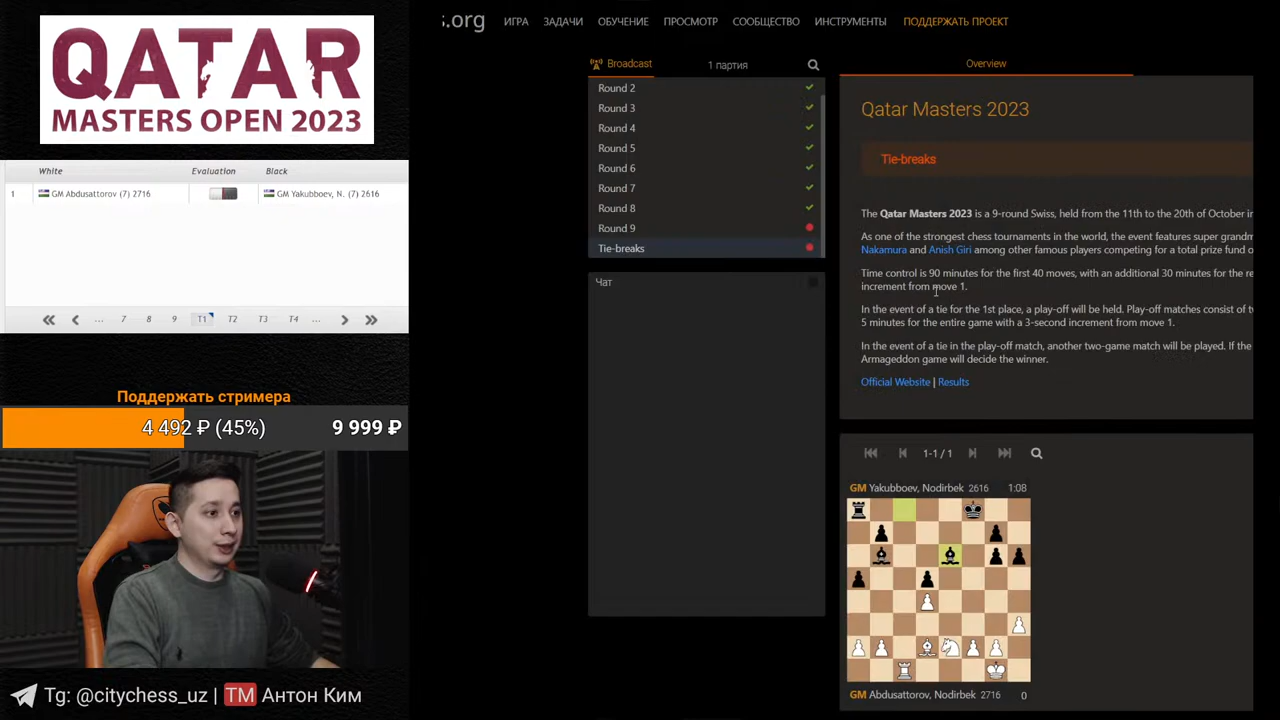 QATAR
MASTERS OPEN 2023
White Evaluation Black
1 GM Abdusattorov (7) 2716 GM Yakubboev, N. (7) 2616
... 7 8 9 T1 T2 T3 T4 ...
Поддержать стримера
4 492 ₽ (45%) 9 999 ₽
Tg: @citychess_uz | TM Антон Ким
s.org ИГРА ЗАДАЧИ ОБУЧЕНИЕ ПРОСМОТР СООБЩЕСТВО ИНСТРУМЕНТЫ ПОДДЕРЖАТЬ ПРОЕКТ
Broadcast 1 партия
Round 2
Round 3
Round 4
Round 5
Round 6
Round 7
Round 8
Round 9
Tie-breaks
Чат
Overview
Qatar Masters 2023
Tie-breaks
The Qatar Masters 2023 is a 9-round Swiss, held from the 11th to the 20th of October in
As one of the strongest chess tournaments in the world, the event features super grandm
Nakamura and Anish Giri among other famous players competing for a total prize fund o
Time control is 90 minutes for the first 40 moves, with an additional 30 minutes for the re
increment from move 1.
In the event of a tie for the 1st place, a play-off will be held. Play-off matches consist of tw
5 minutes for the entire game with a 3-second increment from move 1.
In the event of a tie in the play-off match, another two-game match will be played. If the
Armageddon game will decide the winner.
Official Website | Results
1-1 / 1
GM Yakubboev, Nodirbek 2616 1:08
GM Abdusattorov, Nodirbek 2716 0